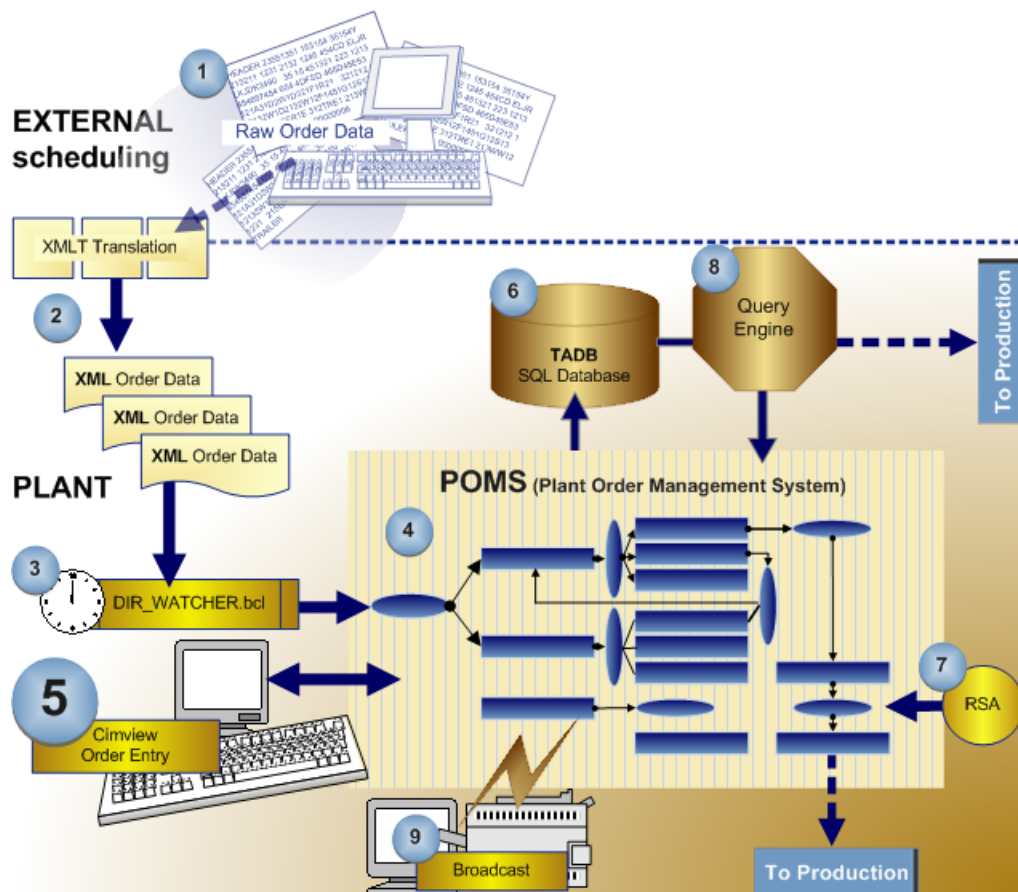 1
EXTERNAL
scheduling
Raw Order Data
XMLT Translation
2
XML Order Data
XML Order Data
XML Order Data
6
TADB
SQL Database
8
Query
Engine
To Production
PLANT
POMS (Plant Order Management System)
3
DIR_WATCHER.bcl
4
5
Cimview
Order Entry
7
RSA
9
Broadcast
To Production